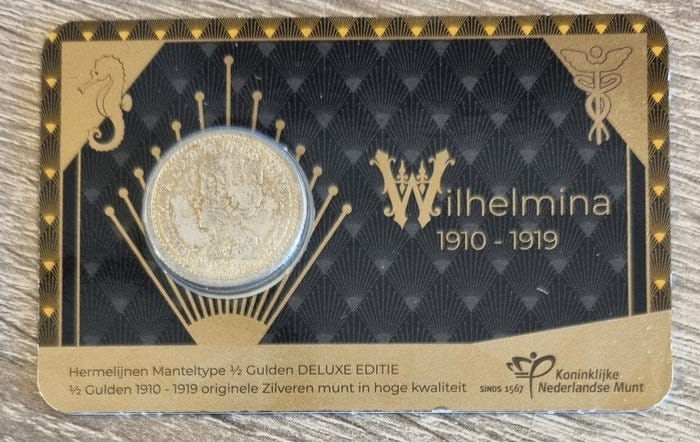 Wilhelmina
1910 - 1919
Hermelijnen Manteltype ½ Gulden DELUXE EDITIE
½ Gulden 1910 - 1919 originele Zilveren munt in hoge kwaliteit
SINDS 1567
Koninklijke
Nederlandse Munt